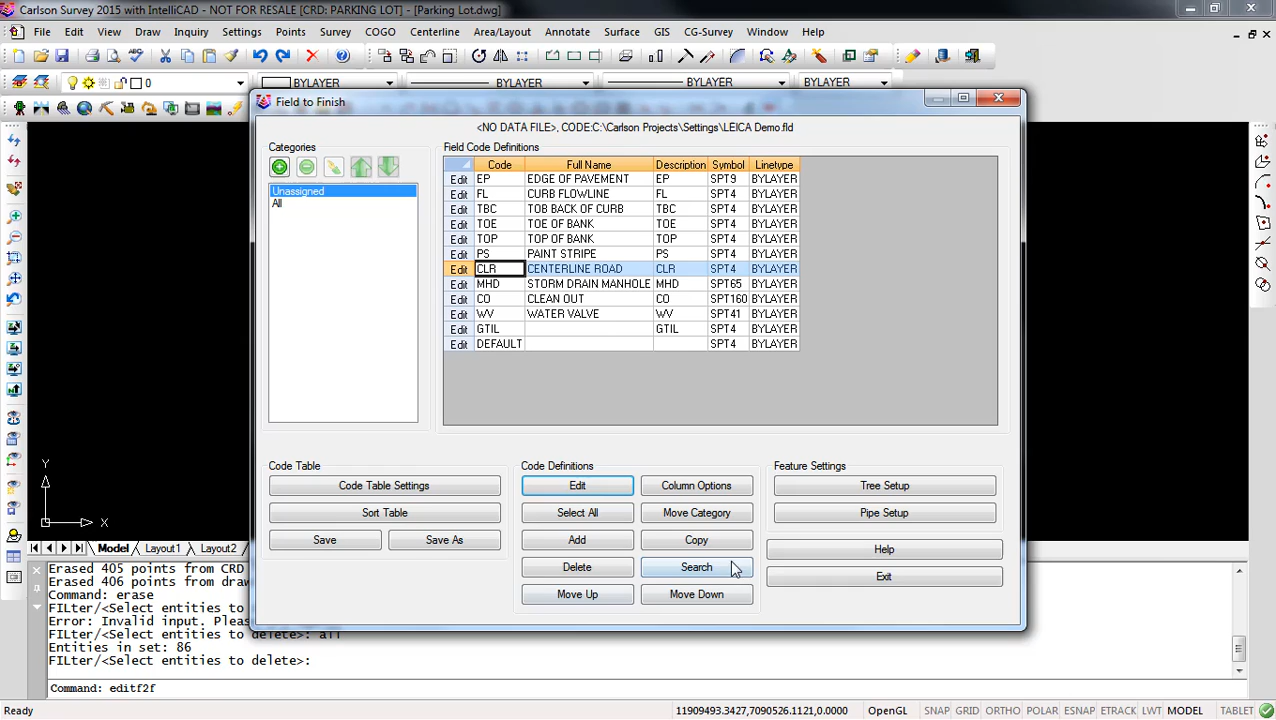 Carlson Survey 2015 with IntelliCAD - NOT FOR RESALE [CRD: PARKING LOT] - [Parking Lot.dwg]
File Edit View Draw Inquiry Settings Points Survey COGO Centerline Area/Layout Annotate Surface GIS CG-Survey Window Help
0 BYLAYER BYLAYER BYLAYER BYLAYER
Field to Finish
<NO DATA FILE>, CODE:C:\Carlson Projects\Settings\LEICA Demo.fld
Categories
Unassigned
All
Field Code Definitions
Code Full Name Description Symbol Linetype
Edit EP EDGE OF PAVEMENT EP SPT9 BYLAYER
Edit FL CURB FLOWLINE FL SPT4 BYLAYER
Edit TBC TOB BACK OF CURB TBC SPT4 BYLAYER
Edit TOE TOE OF BANK TOE SPT4 BYLAYER
Edit TOP TOP OF BANK TOP SPT4 BYLAYER
Edit PS PAINT STRIPE PS SPT4 BYLAYER
Edit CLR CENTERLINE ROAD CLR SPT4 BYLAYER
Edit MHD STORM DRAIN MANHOLE MHD SPT65 BYLAYER
Edit CO CLEAN OUT CO SPT160 BYLAYER
Edit WV WATER VALVE WV SPT41 BYLAYER
Edit GTIL GTIL SPT4 BYLAYER
Edit DEFAULT SPT4 BYLAYER
Code Table
Code Table Settings
Sort Table
Save Save As
Code Definitions
Edit Column Options
Select All Move Category
Add Copy
Delete Search
Move Up Move Down
Feature Settings
Tree Setup
Pipe Setup
Help
Exit
Y
X
Model Layout1 Layout2
Erased 405 points from CRD
Erased 406 points from draw
Command: erase
FILter/<Select entities to
Error: Invalid input. Pleas
FILter/<Select entities to delete>: all
Entities in set: 86
FILter/<Select entities to delete>:
Command: editf2f
Ready 11909493.3427,7090526.1121,0.0000 OpenGL SNAP GRID ORTHO POLAR ESNAP ETRACK LWT MODEL TABLET